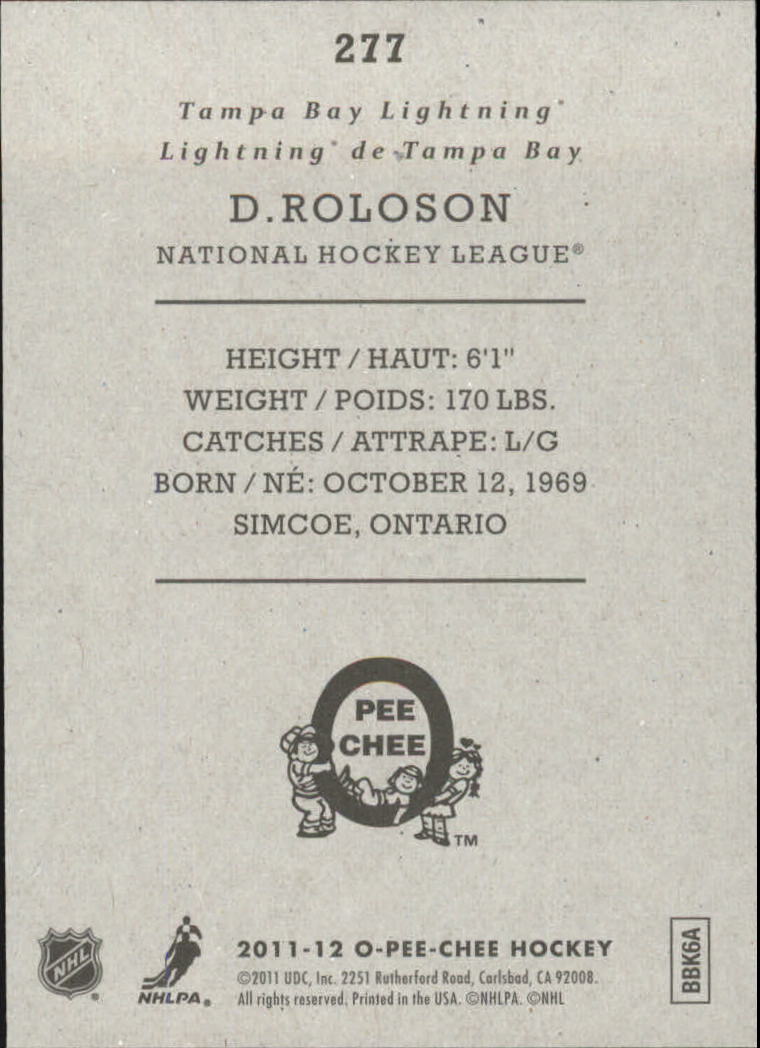 277
Tampa Bay Lightning®
Lightning® de Tampa Bay
D.ROLOSON
NATIONAL HOCKEY LEAGUE®
HEIGHT / HAUT: 6'1"
WEIGHT / POIDS: 170 LBS.
CATCHES / ATTRAPE: L/G
BORN / NÉ: OCTOBER 12, 1969
SIMCOE, ONTARIO
O
PEE
CHEE
TM
NHL®
NHLPA®
2011-12 O-PEE-CHEE HOCKEY
©2011 UDC, Inc. 2251 Rutherford Road, Carlsbad, CA 92008.
All rights reserved. Printed in the USA. ©NHLPA. ©NHL
BBK6A